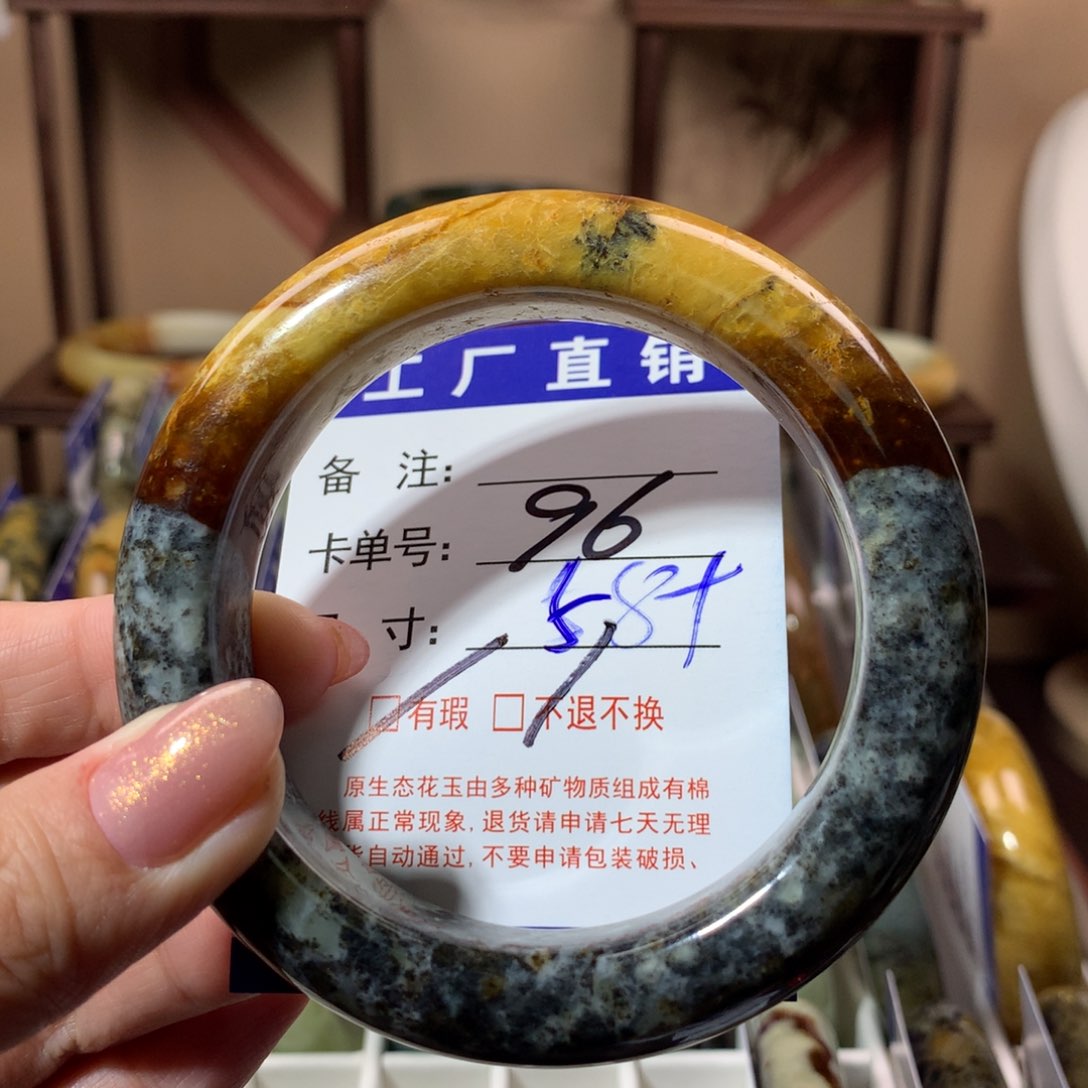 工厂直销
备 注:
卡单号: 96
寸: 58+
□有瑕 □不退不换
原生态花玉由多种矿物质组成有棉
线属正常现象, 退货请申请七天无理
自动通过, 不要申请包装破损、